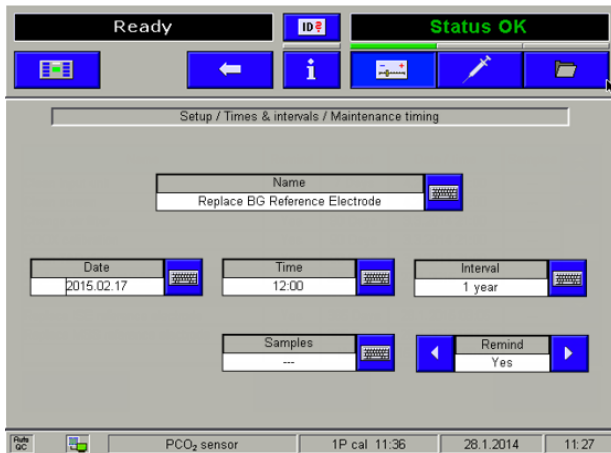 Ready
ID?
Status OK
i
- +
Setup / Times & intervals / Maintenance timing
Name
Replace BG Reference Electrode
Date
2015.02.17
Time
12:00
Interval
1 year
Samples
---
Remind
Yes
Auto QC
PCO₂ sensor
1P cal 11:36
28.1.2014
11:27